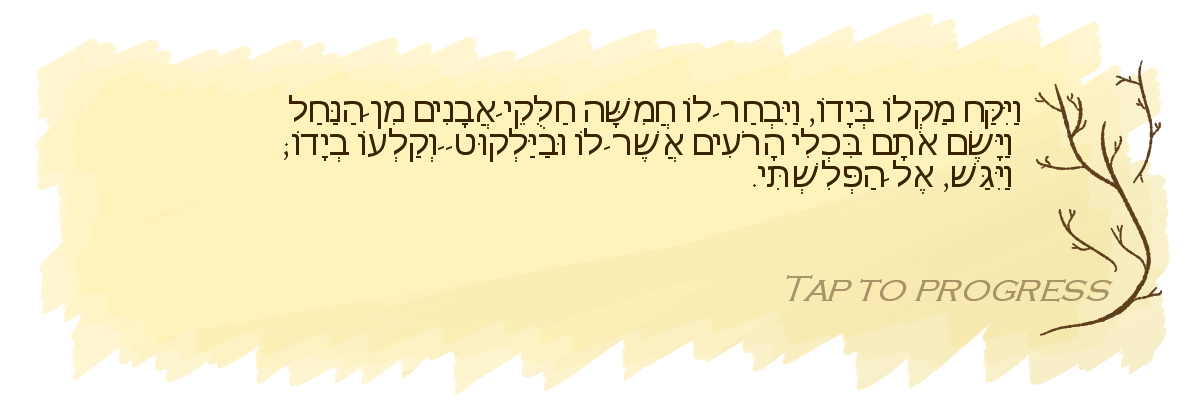 וַיִּקַּח מַקְלוֹ בְּיָדוֹ, וַיִּבְחַר-לוֹ חֲמִשָּׁה חַלֻּקֵי-אֲבָנִים מִן-הַנַּחַל
וַיָּשֶׂם אֹתָם בִּכְלִי הָרֹעִים אֲשֶׁר-לוֹ וּבַיַּלְקוּט--וְקַלְעוֹ בְיָדוֹ;
וַיִּגַּשׁ, אֶל-הַפְּלִשְׁתִּי.
TAP TO PROGRESS